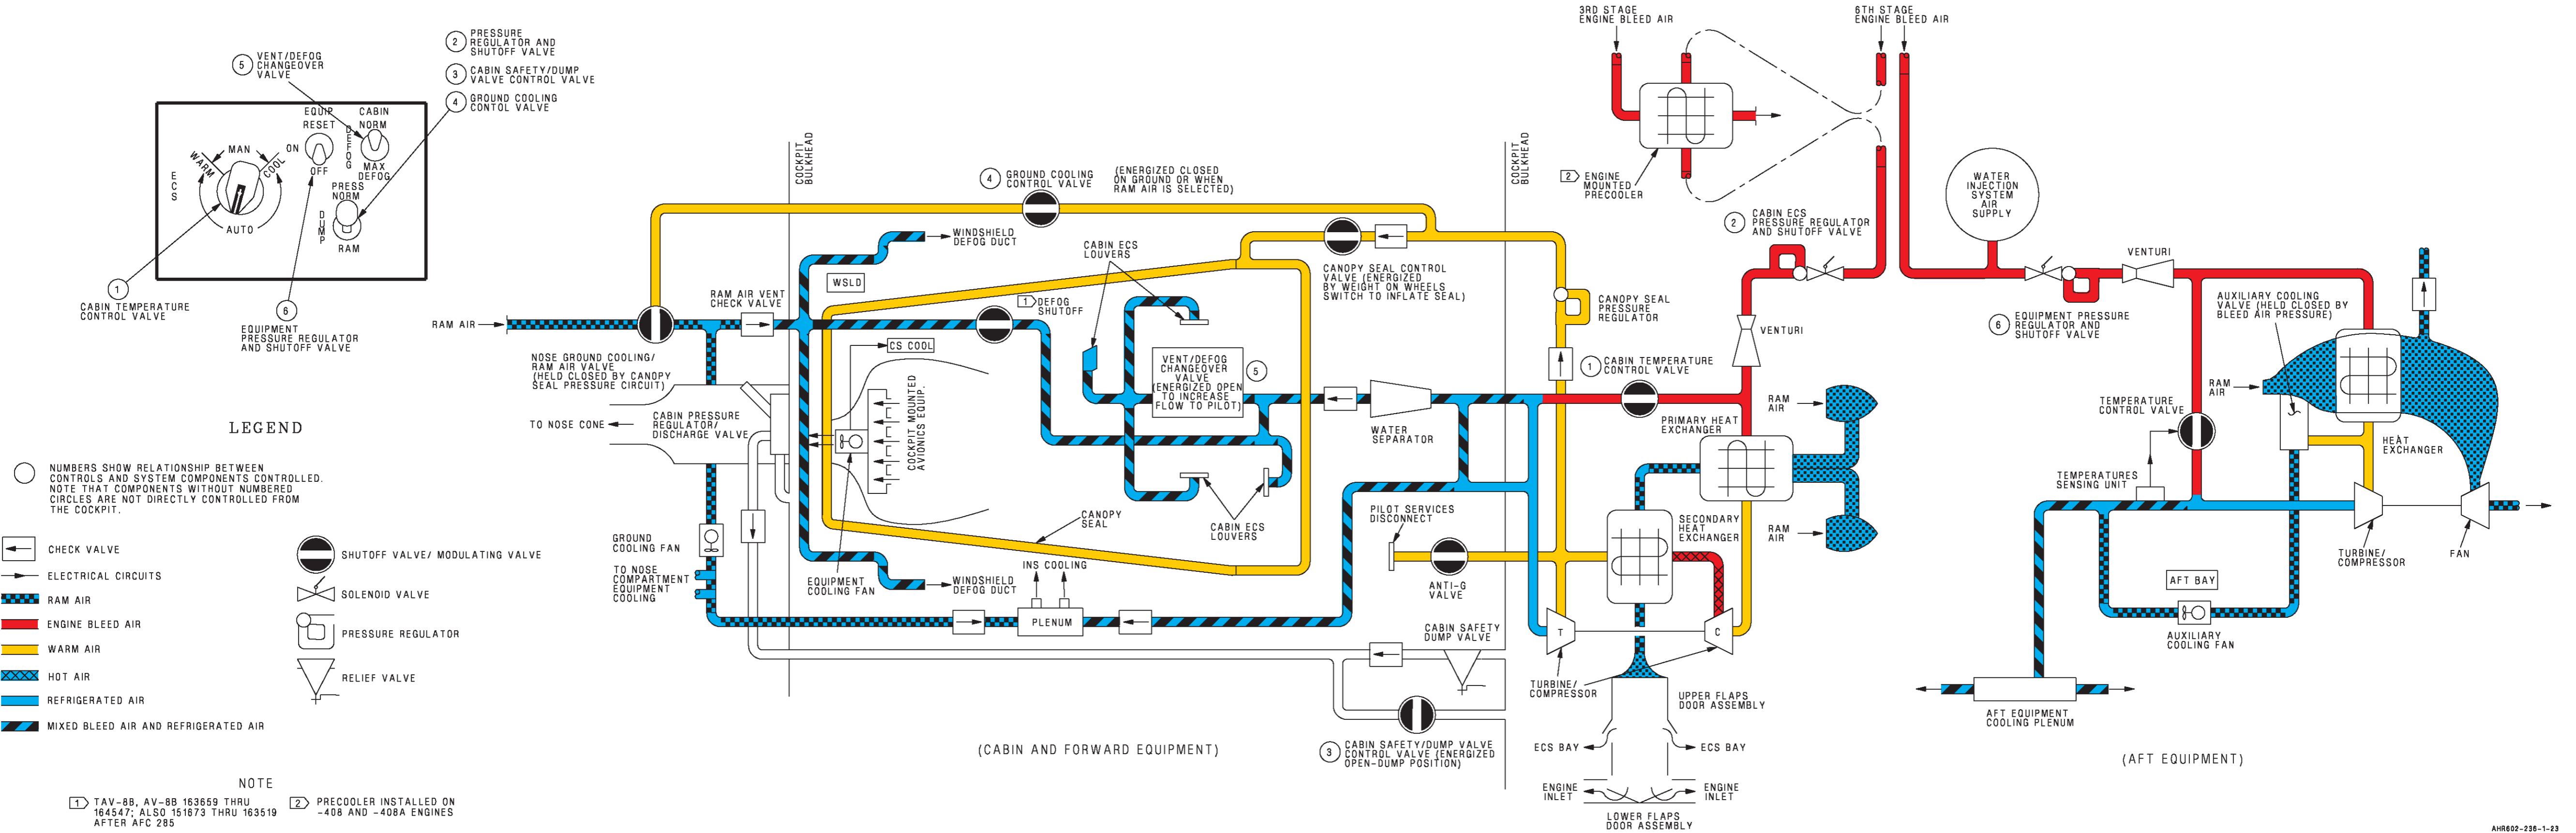 5
VENT/DEFOG
CHANGEOVER
VALVE
2
PRESSURE
REGULATOR AND
SHUTOFF VALVE
3
CABIN SAFETY/DUMP
VALVE CONTROL VALVE
4
GROUND COOLING
CONTOL VALVE
EQUIP
RESET
ON
OFF
CABIN
NORM
DEFOG
MAX
DEFOG
ECS
WARM
MAN
COOL
AUTO
PRESS
NORM
DUMP
RAM
1
CABIN TEMPERATURE
CONTROL VALVE
6
EQUIPMENT
PRESSURE REGULATOR
AND SHUTOFF VALVE
LEGEND
NUMBERS SHOW RELATIONSHIP BETWEEN
CONTROLS AND SYSTEM COMPONENTS CONTROLLED.
NOTE THAT COMPONENTS WITHOUT NUMBERED
CIRCLES ARE NOT DIRECTLY CONTROLLED FROM
THE COCKPIT.
CHECK VALVE
ELECTRICAL CIRCUITS
RAM AIR
ENGINE BLEED AIR
WARM AIR
HOT AIR
REFRIGERATED AIR
MIXED BLEED AIR AND REFRIGERATED AIR
SHUTOFF VALVE/ MODULATING VALVE
SOLENOID VALVE
PRESSURE REGULATOR
RELIEF VALVE
NOTE
1
TAV-8B, AV-8B 163659 THRU
164547; ALSO 151673 THRU 163519
AFTER AFC 285
2
PRECOOLER INSTALLED ON
-408 AND -408A ENGINES
COCKPIT
BULKHEAD
4
GROUND COOLING
CONTROL VALVE
(ENERGIZED CLOSED
ON GROUND OR WHEN
RAM AIR IS SELECTED)
COCKPIT
BULKHEAD
WINDSHIELD
DEFOG DUCT
WSLD
RAM AIR VENT
CHECK VALVE
RAM AIR
1
DEFOG
SHUTOFF
CABIN ECS
LOUVERS
CANOPY SEAL CONTROL
VALVE (ENERGIZED
BY WEIGHT ON WHEELS
SWITCH TO INFLATE SEAL)
CANOPY SEAL
PRESSURE
REGULATOR
NOSE GROUND COOLING/
RAM AIR VALVE
(HELD CLOSED BY CANOPY
SEAL PRESSURE CIRCUIT)
CS COOL
COCKPIT MOUNTED
AVIONICS EQUIP.
VENT/DEFOG
CHANGEOVER
VALVE
(ENERGIZED OPEN
TO INCREASE
FLOW TO PILOT)
5
1
CABIN TEMPERATURE
CONTROL VALVE
TO NOSE CONE
CABIN PRESSURE
REGULATOR/
DISCHARGE VALVE
WATER
SEPARATOR
PRIMARY HEAT
EXCHANGER
RAM
AIR
RAM
AIR
GROUND
COOLING FAN
TO NOSE
COMPARTMENT
EQUIPMENT
COOLING
CANOPY
SEAL
CABIN ECS
LOUVERS
INS COOLING
EQUIPMENT
COOLING FAN
WINDSHIELD
DEFOG DUCT
PLENUM
PILOT SERVICES
DISCONNECT
ANTI-G
VALVE
SECONDARY
HEAT
EXCHANGER
CABIN SAFETY
DUMP VALVE
T
C
TURBINE/
COMPRESSOR
UPPER FLAPS
DOOR ASSEMBLY
ECS BAY
ECS BAY
ENGINE
INLET
ENGINE
INLET
LOWER FLAPS
DOOR ASSEMBLY
3
CABIN SAFETY/DUMP VALVE
CONTROL VALVE (ENERGIZED
OPEN-DUMP POSITION)
(CABIN AND FORWARD EQUIPMENT)
3RD STAGE
ENGINE BLEED AIR
6TH STAGE
ENGINE BLEED AIR
2
ENGINE
MOUNTED
PRECOOLER
2
CABIN ECS
PRESSURE REGULATOR
AND SHUTOFF VALVE
WATER
INJECTION
SYSTEM
AIR
SUPPLY
VENTURI
VENTURI
6
EQUIPMENT PRESSURE
REGULATOR AND
SHUTOFF VALVE
AUXILIARY COOLING
VALVE (HELD CLOSED BY
BLEED AIR PRESSURE)
RAM
AIR
TEMPERATURE
CONTROL VALVE
HEAT
EXCHANGER
TEMPERATURES
SENSING UNIT
TURBINE/
COMPRESSOR
FAN
AFT BAY
AUXILIARY
COOLING FAN
AFT EQUIPMENT
COOLING PLENUM
(AFT EQUIPMENT)
AHR602-236-1-23